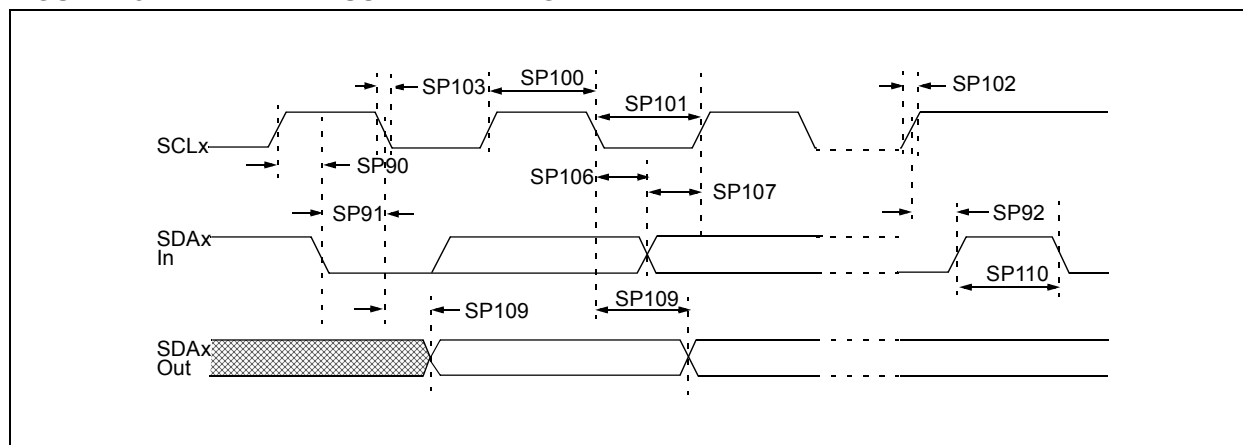 SP103
SP100
SP101
SP102
SCLx
SP90
SP106
SP107
SP91
SP92
SDAx
In
SP110
SP109
SP109
SDAx
Out